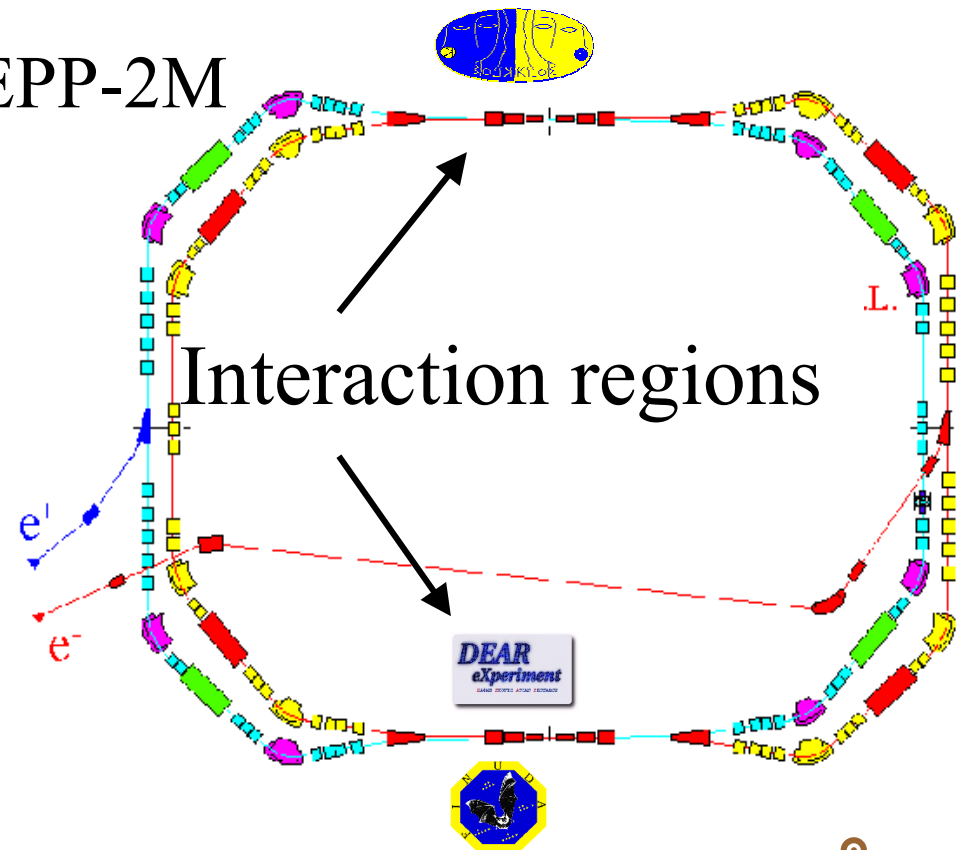 EPP-2M
Interaction regions
.L.
e+
e-
DEAR
eXperiment
N U D A